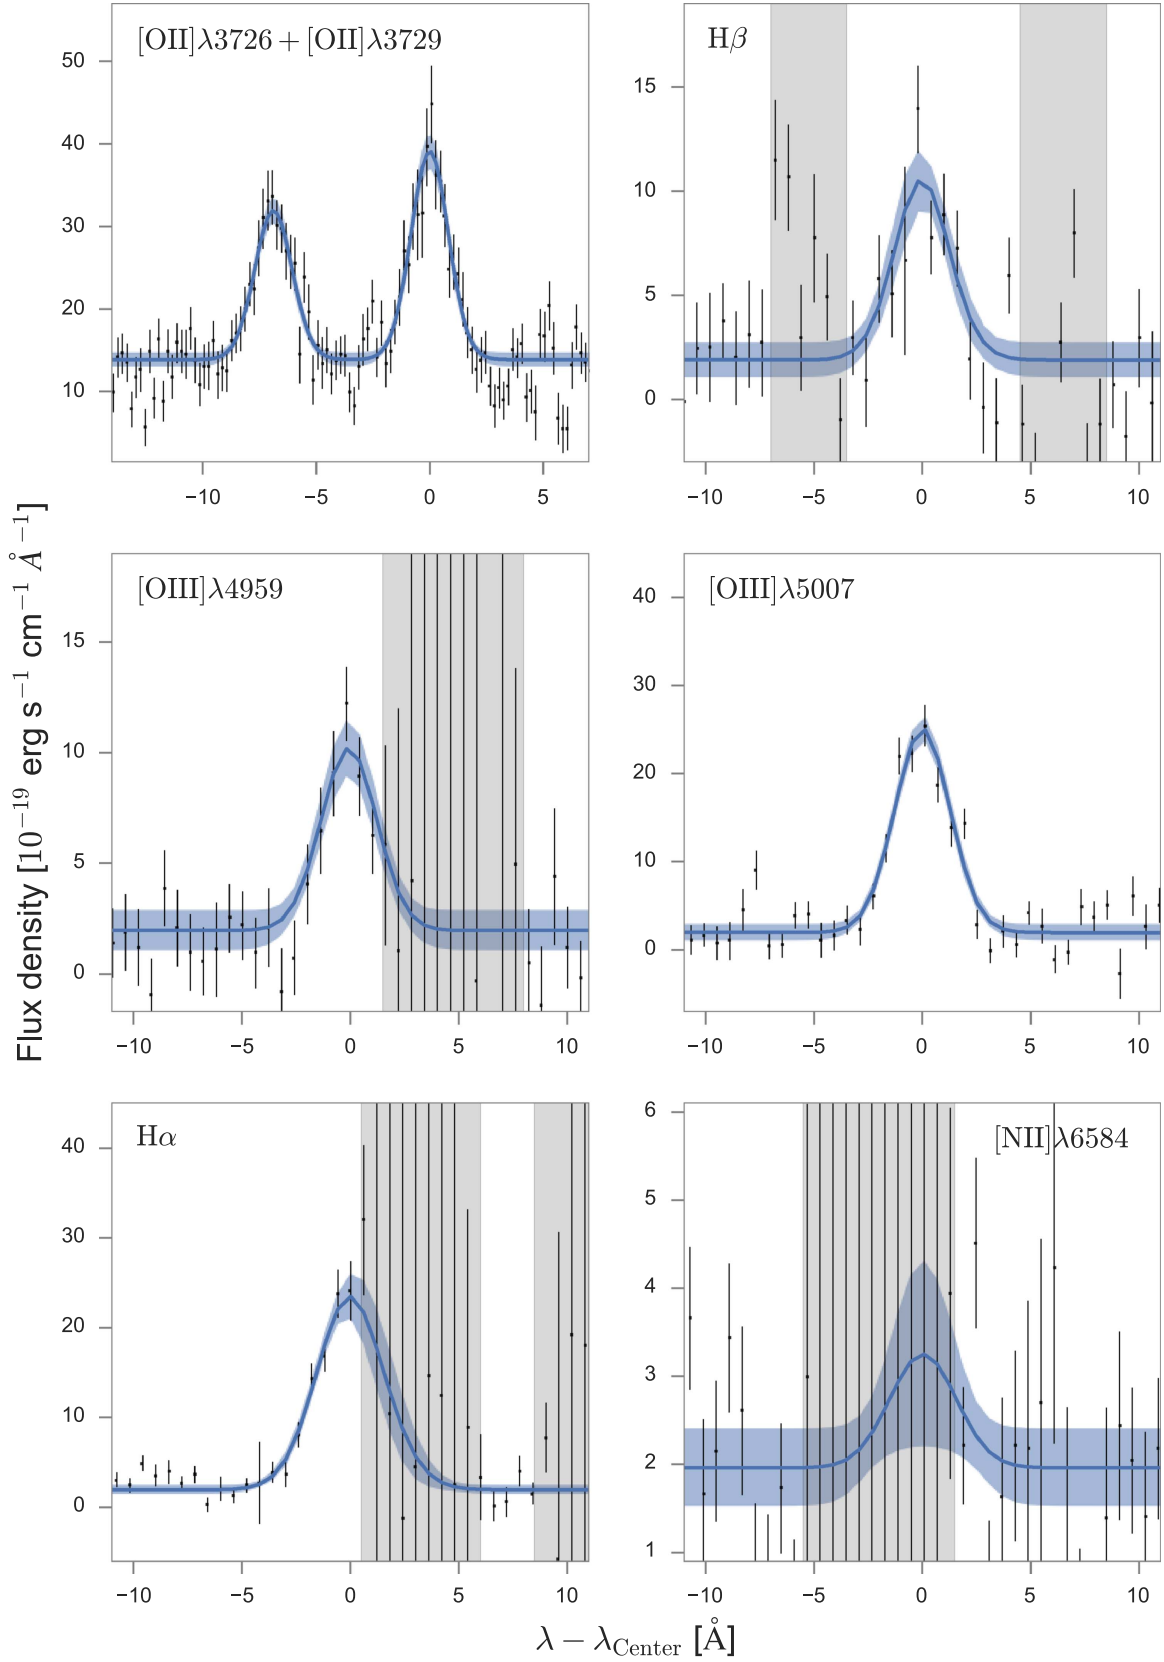 [OII]λ3726 + [OII]λ3729
50
40
30
20
10
−10 −5 0 5
Hβ
15
10
5
0
−10 −5 0 5 10
[OIII]λ4959
15
10
5
0
−10 −5 0 5 10
[OIII]λ5007
40
30
20
10
0
−10 −5 0 5 10
Hα
40
30
20
10
0
−10 −5 0 5 10
[NII]λ6584
6
5
4
3
2
1
−10 −5 0 5 10
Flux density [10⁻¹⁹ erg s⁻¹ cm⁻¹ Å⁻¹]
λ − λCenter [Å]